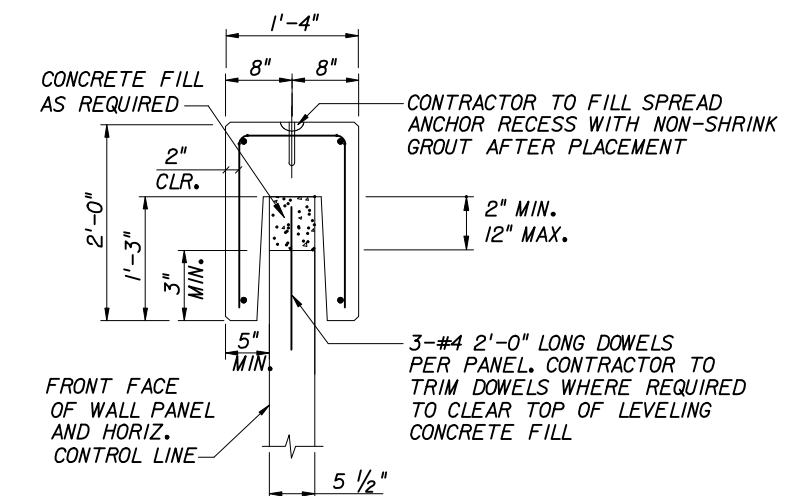 1'-4"
8" 8"
CONCRETE FILL
AS REQUIRED
CONTRACTOR TO FILL SPREAD
ANCHOR RECESS WITH NON-SHRINK
GROUT AFTER PLACEMENT
2"
CLR.
2'-0"
1'-3"
3"
MIN.
2" MIN.
12" MAX.
5"
MIN.
3-#4 2'-0" LONG DOWELS
PER PANEL. CONTRACTOR TO
TRIM DOWELS WHERE REQUIRED
TO CLEAR TOP OF LEVELING
CONCRETE FILL
FRONT FACE
OF WALL PANEL
AND HORIZ.
CONTROL LINE
5 1/2"